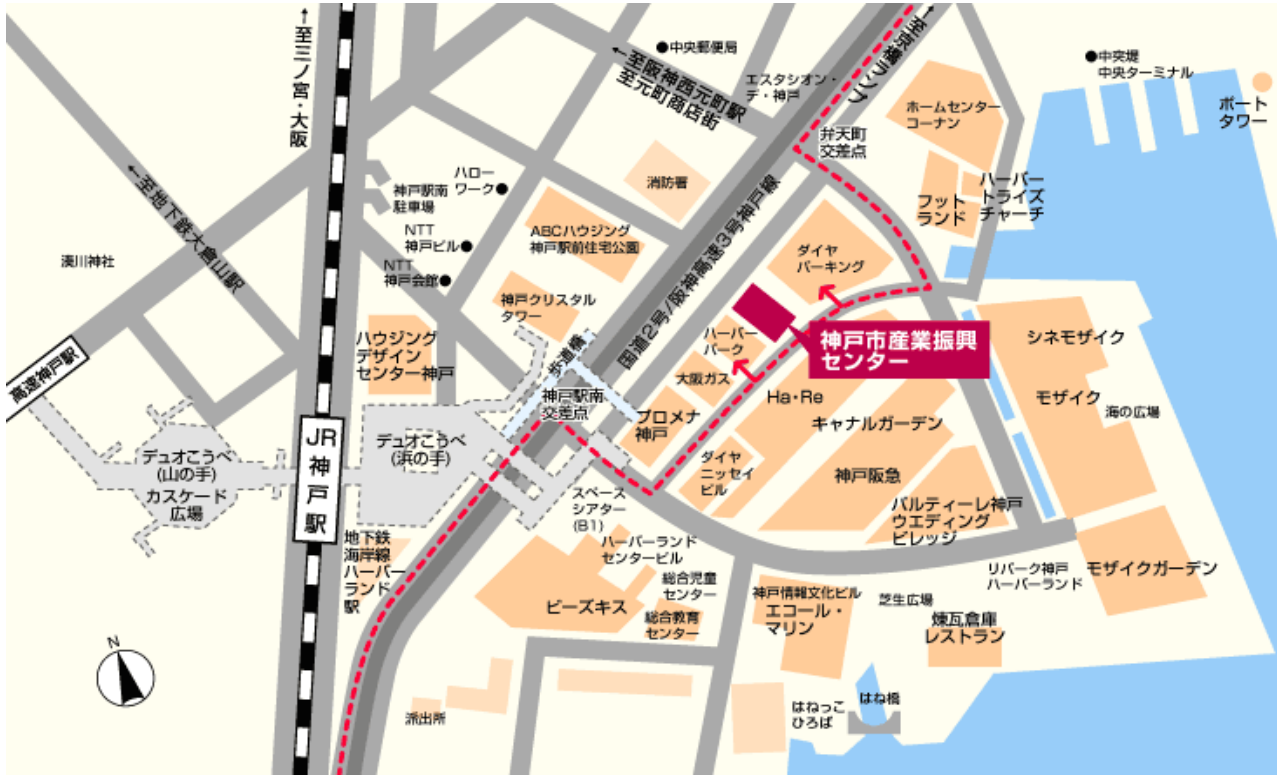 ←至三ノ宮・大阪
●中央郵便局
←至阪神西元町駅
至元町商店街
エスタシオン・
デ・神戸
←至京橋ランプ
●中突堤
中央ターミナル
ポート
タワー
ホームセンター
コーナン
弁天町
交差点
ハーバー
トライズ
チャーチ
フット
ランド
消防署
ハロー
ワーク●
神戸駅南
駐車場
NTT
神戸ビル●
NTT
神戸会館●
ABCハウジング
神戸駅前住宅公園
←至地下鉄大倉山駅
湊川神社
神戸クリスタル
タワー
国道2号/阪神高速3号神戸線
ダイヤ
パーキング
ハーバー
パーク
神戸市産業振興
センター
シネモザイク
モザイク
海の広場
ハウジング
デザイン
センター神戸
歩道橋
大阪ガス
Ha・Re
キャナルガーデン
高速神戸駅
神戸駅南
交差点
プロメナ
神戸
デュオこうべ
(山の手)
カスケード
広場
JR神戸駅
デュオこうべ
(浜の手)
ダイヤ
ニッセイ
ビル
神戸阪急
パルティーレ神戸
ウエディング
ビレッジ
スペース
シアター
(B1)
地下鉄
海岸線
ハーバー
ランド
駅
ハーバーランド
センタービル
総合児童
センター
ビーズキス
総合教育
センター
神戸情報文化ビル
エコール・
マリン
芝生広場
リバーク神戸
ハーバーランド
モザイクガーデン
煉瓦倉庫
レストラン
N
派出所
はねっこ
ひろば
はね橋